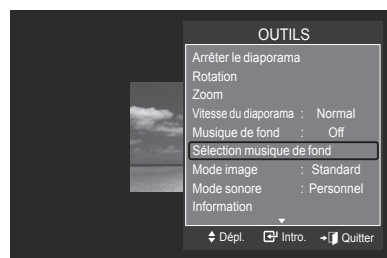 OUTILS
Arrêter le diaporama
Rotation
Zoom
Vitesse du diaporama : Normal
Musique de fond : Off
Sélection musique de fond
Mode image : Standard
Mode sonore : Personnel
Information
Dépl. Intro. Quitter